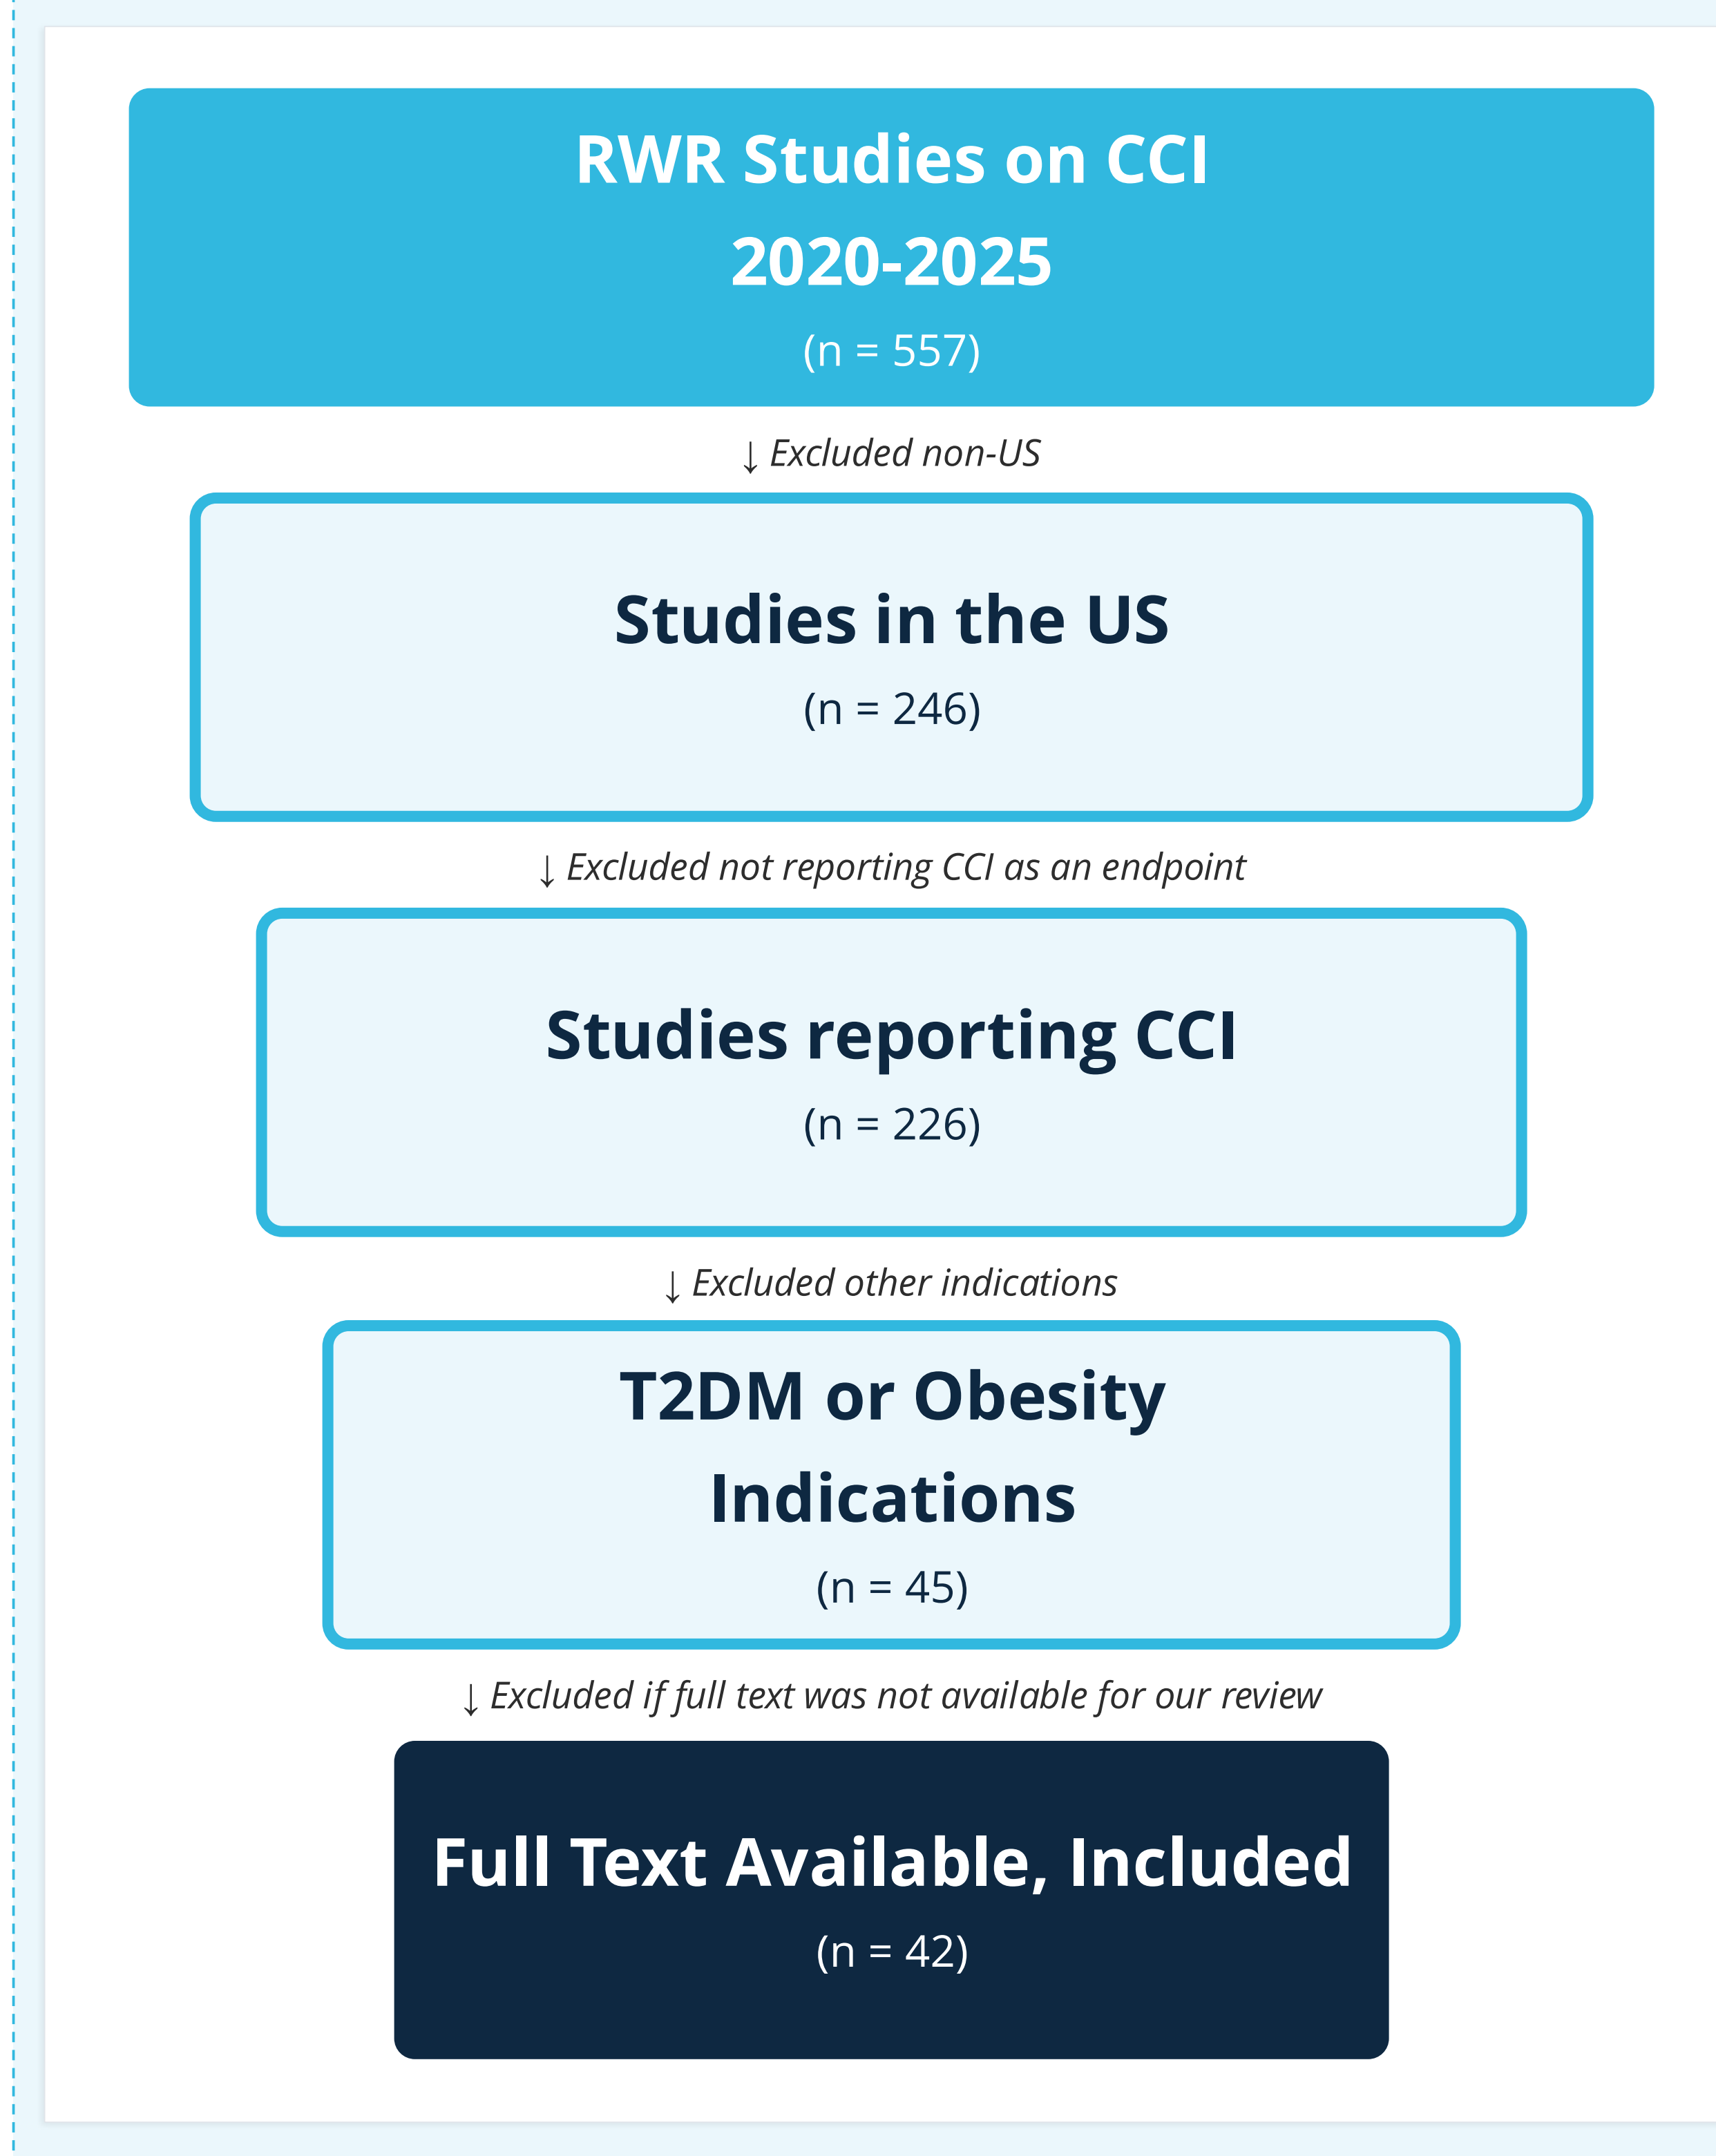 RWR Studies on CCI
2020-2025
(n = 557)
↓ Excluded non-US
Studies in the US
(n = 246)
↓ Excluded not reporting CCI as an endpoint
Studies reporting CCI
(n = 226)
↓ Excluded other indications
T2DM or Obesity
Indications
(n = 45)
↓ Excluded if full text was not available for our review
Full Text Available, Included
(n = 42)